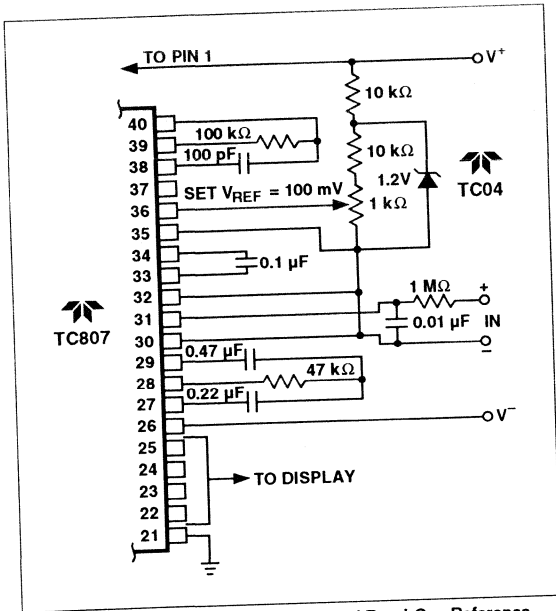 TO PIN 1
V+
10 kΩ
40
39
100 kΩ
38
100 pF
10 kΩ
37
1.2V
TC04
36
SET VREF = 100 mV
1 kΩ
35
34
0.1 µF
33
32
1 MΩ
+
31
0.01 µF
IN
TC807
30
–
29
0.47 µF
28
47 kΩ
27
0.22 µF
26
V–
25
24
TO DISPLAY
23
22
21
Reference